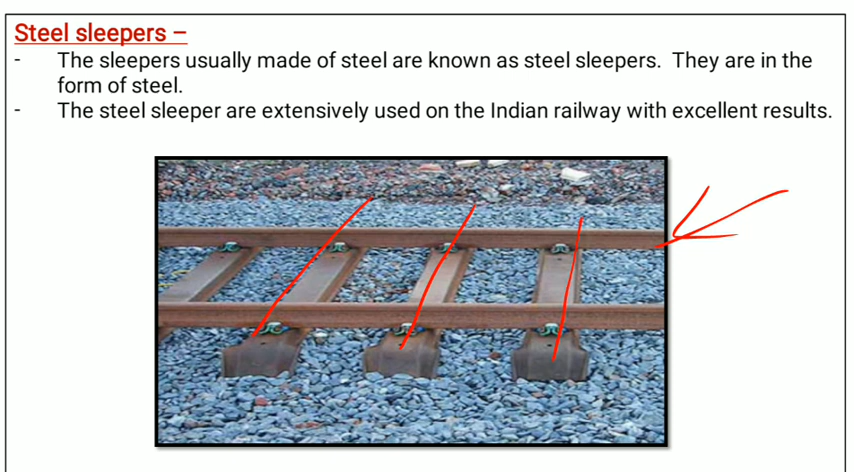 Steel sleepers –
- The sleepers usually made of steel are known as steel sleepers. They are in the
form of steel.
- The steel sleeper are extensively used on the Indian railway with excellent results.